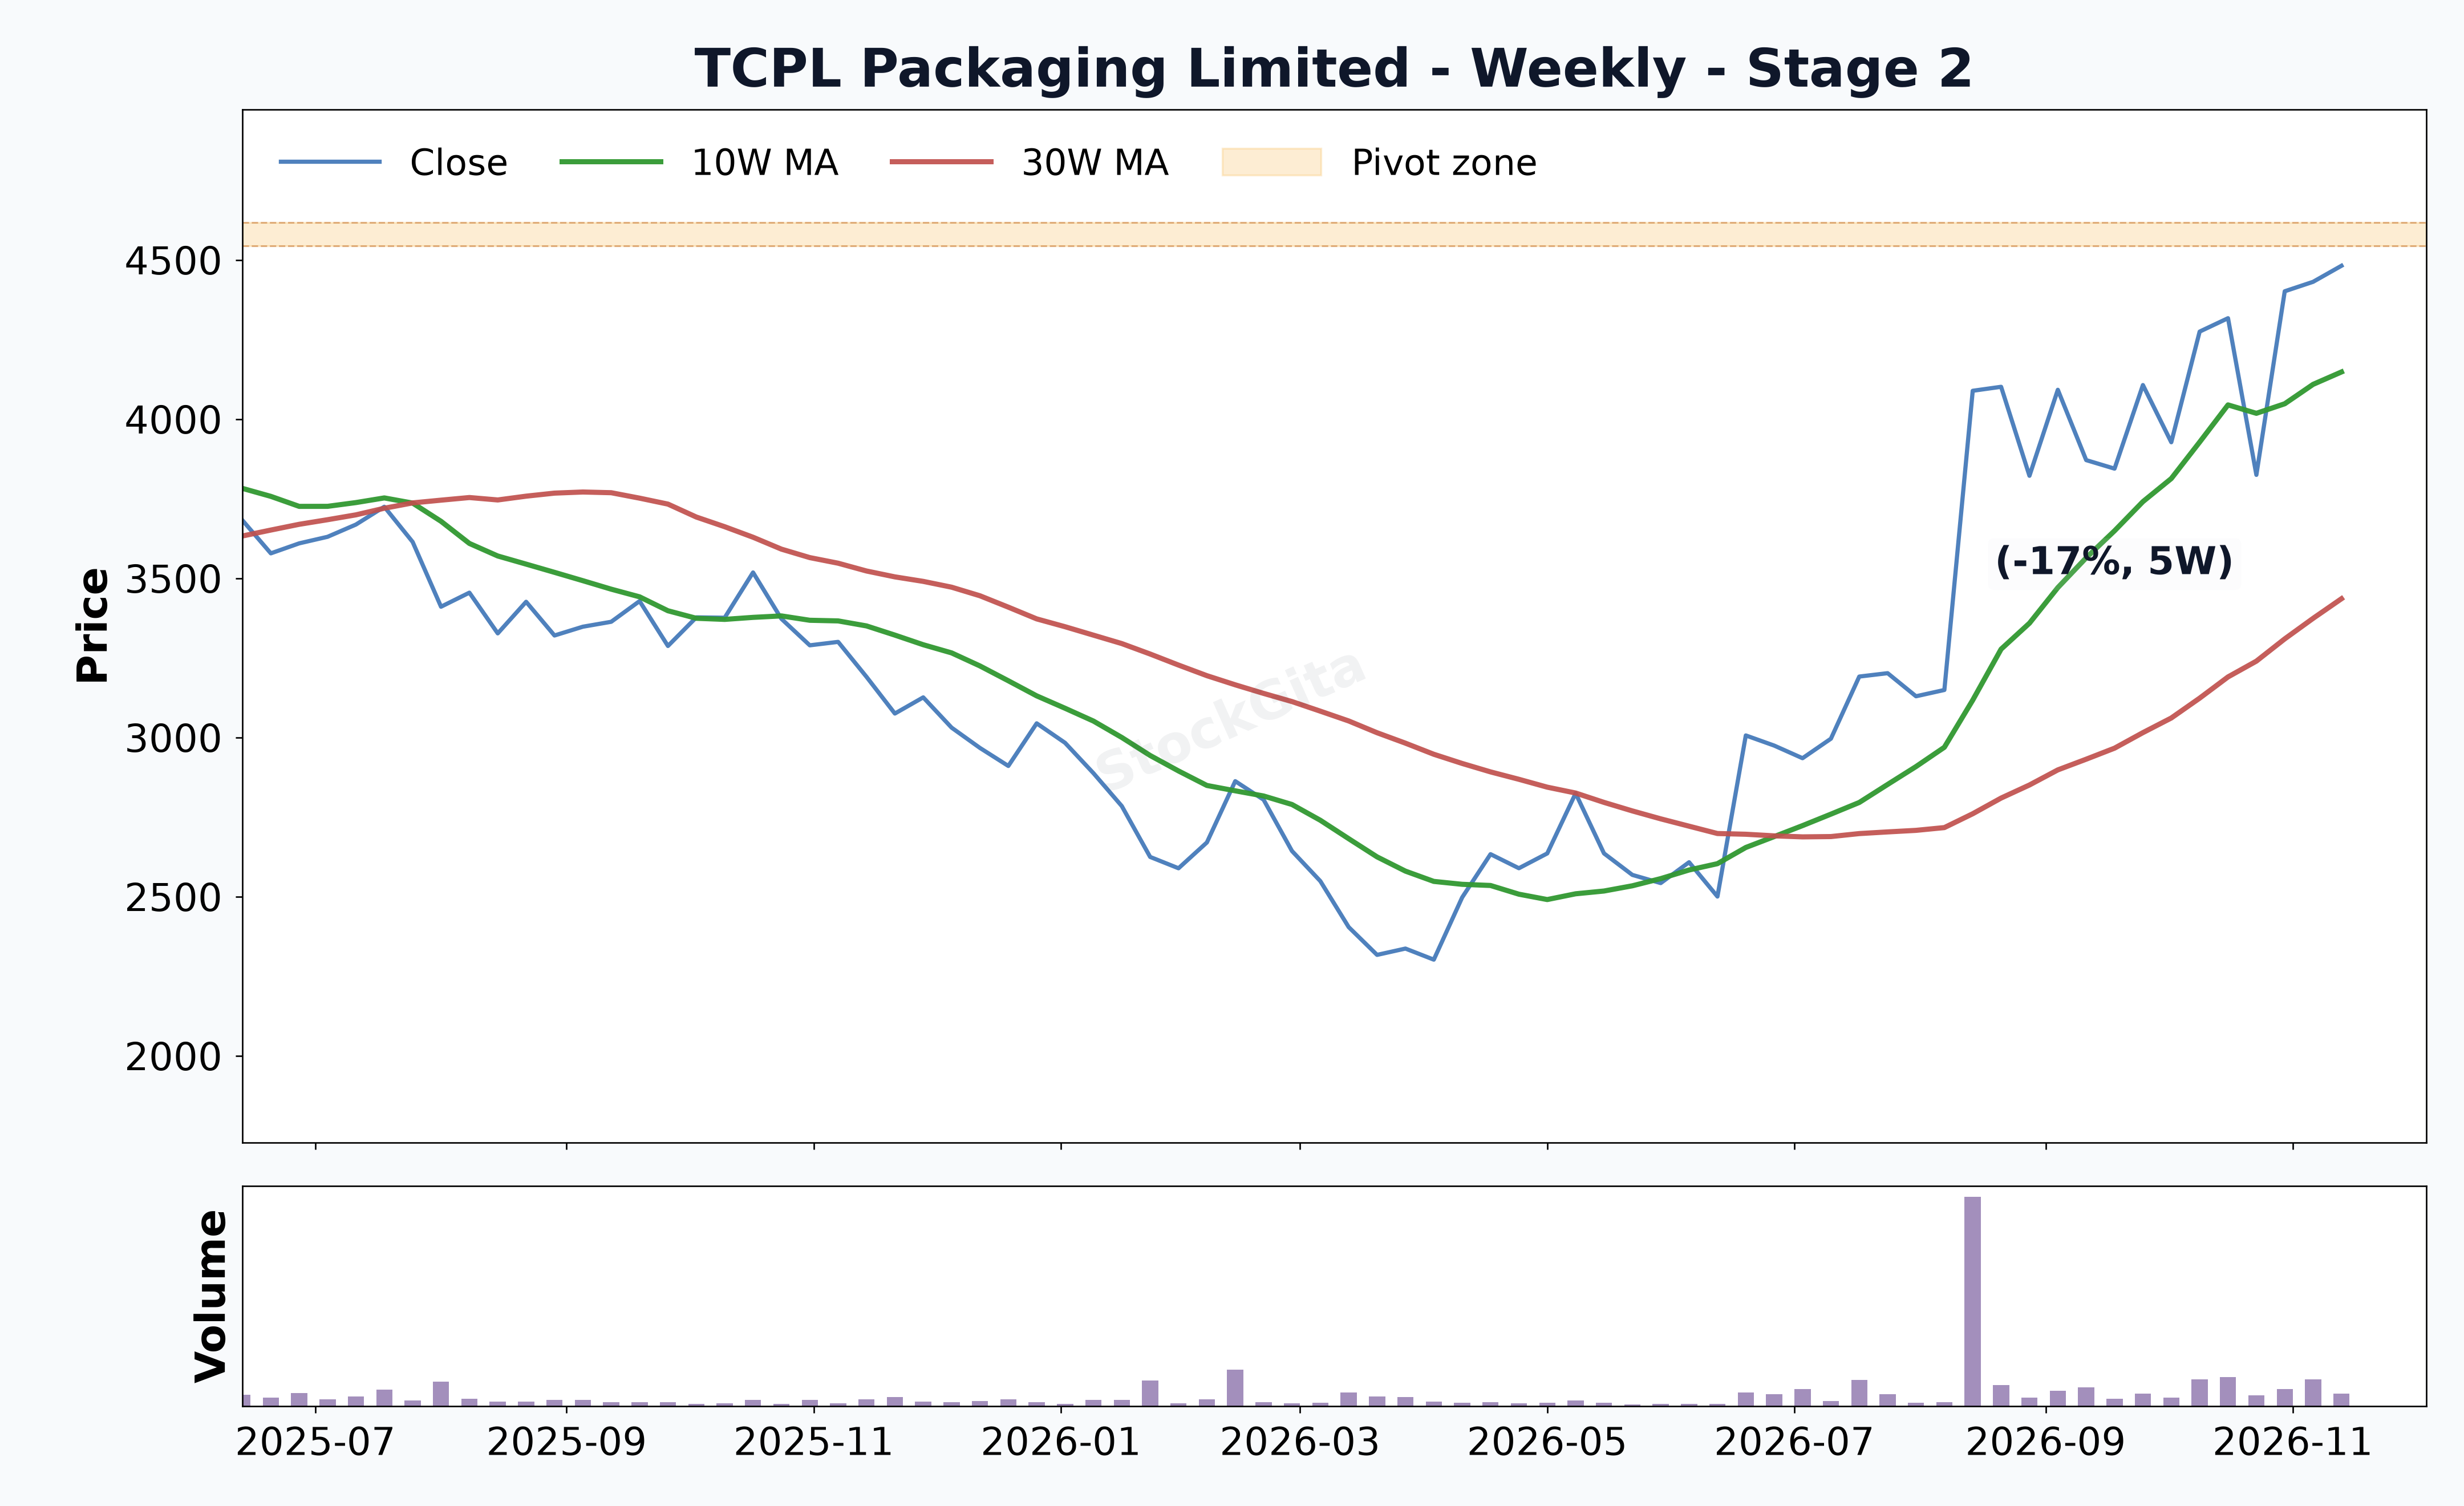 TCPL Packaging Limited - Weekly - Stage 2
Close
10W MA
30W MA
Pivot zone
Price
4500
4000
3500
3000
2500
2000
(-17%, 5W)
StockGita
Volume
2025-07
2025-09
2025-11
2026-01
2026-03
2026-05
2026-07
2026-09
2026-11